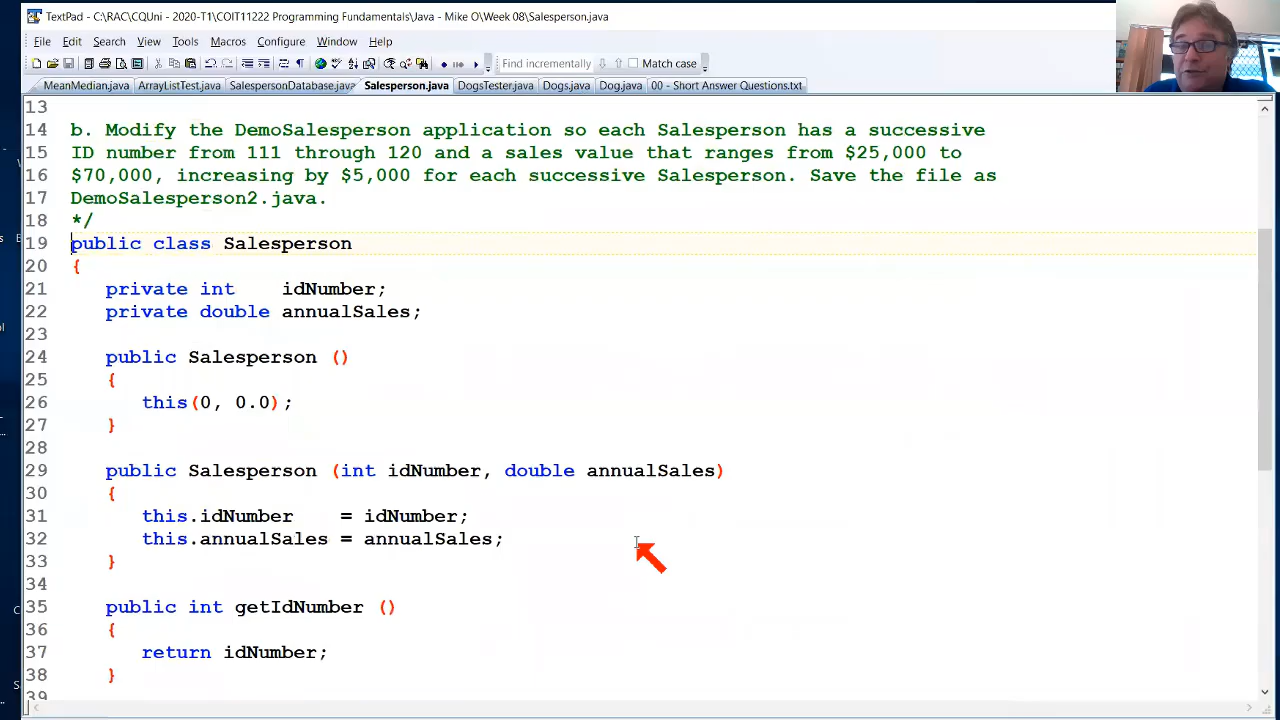 TextPad - C:\RAC\CQUni - 2020-T1\COIT11222 Programming Fundamentals\Java - Mike O\Week 08\Salesperson.java
File Edit Search View Tools Macros Configure Window Help
Find incrementally Match case
MeanMedian.java ArrayListTest.java SalespersonDatabase.java Salesperson.java DogsTester.java Dogs.java Dog.java 00 - Short Answer Questions.txt
13
14 b. Modify the DemoSalesperson application so each Salesperson has a successive
15 ID number from 111 through 120 and a sales value that ranges from $25,000 to
16 $70,000, increasing by $5,000 for each successive Salesperson. Save the file as
17 DemoSalesperson2.java.
18 */
19 public class Salesperson
20 {
21 private int idNumber;
22 private double annualSales;
23
24 public Salesperson ()
25 {
26 this(0, 0.0);
27 }
28
29 public Salesperson (int idNumber, double annualSales)
30 {
31 this.idNumber = idNumber;
32 this.annualSales = annualSales;
33 }
34
35 public int getIdNumber ()
36 {
37 return idNumber;
38 }
39